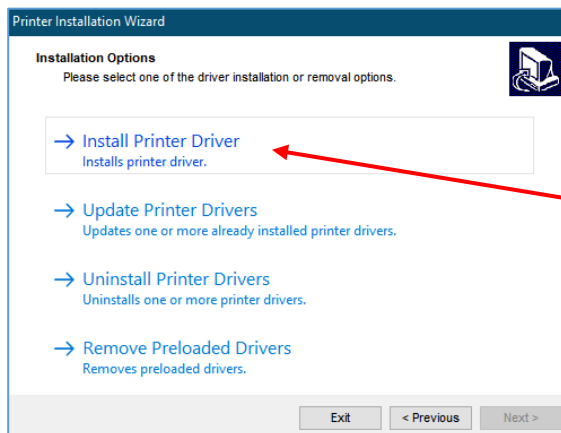 Printer Installation Wizard
Installation Options
Please select one of the driver installation or removal options.
→ Install Printer Driver
Installs printer driver.
→ Update Printer Drivers
Updates one or more already installed printer drivers.
→ Uninstall Printer Drivers
Uninstalls one or more printer drivers.
→ Remove Preloaded Drivers
Removes preloaded drivers.
Exit < Previous Next >